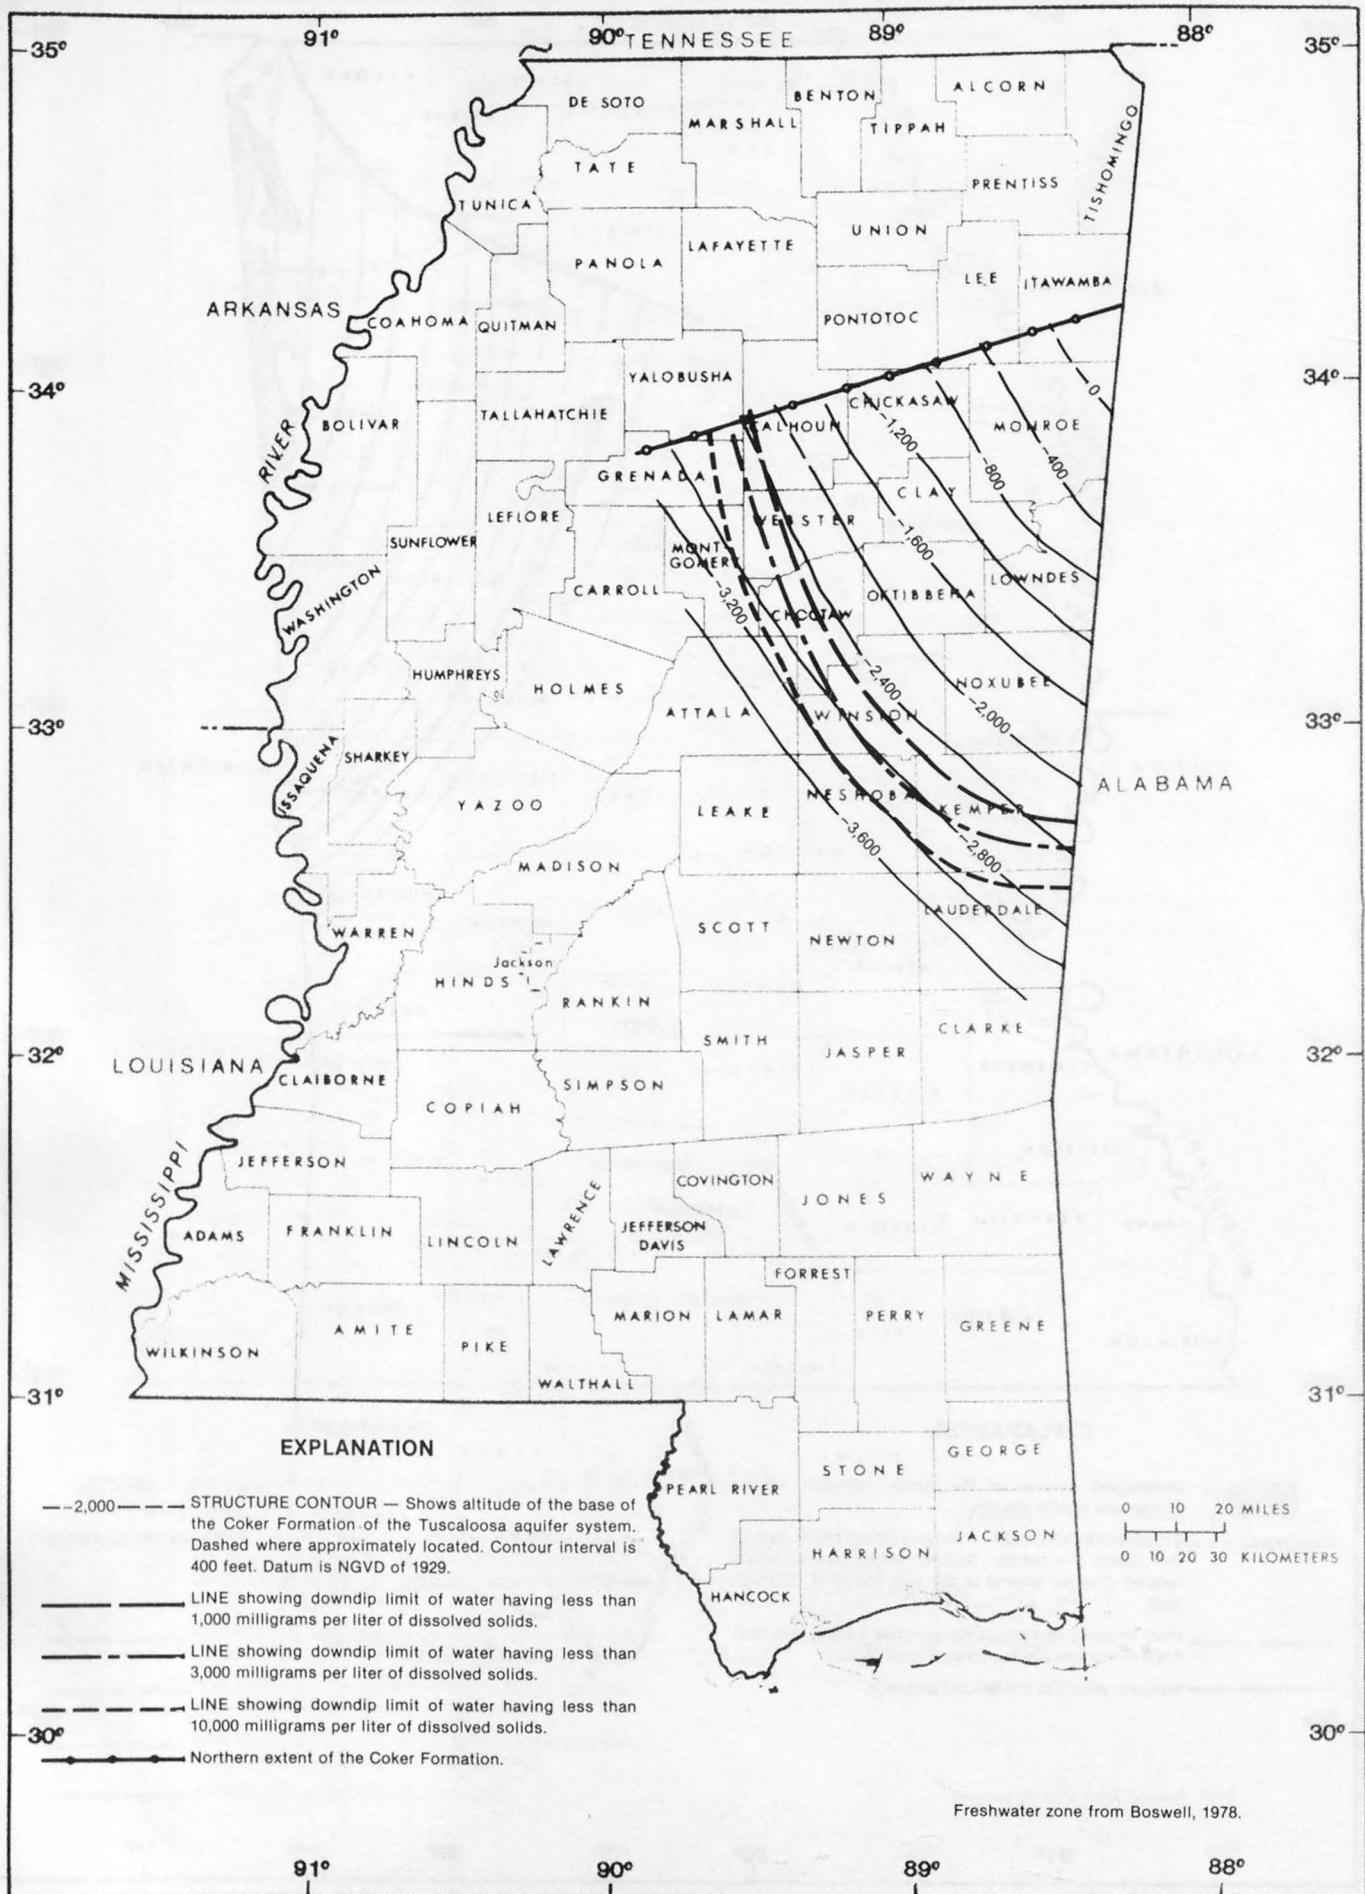 91° 90° 89° 88°
35° TENNESSEE 35°
DE SOTO BENTON ALCORN
MARSHALL TIPPAH
TISHOMINGO
TATE PRENTISS
TUNICA
UNION
LAFAYETTE
PANOLA
LEE ITAWAMBA
ARKANSAS
COAHOMA QUITMAN PONTOTOC
34° YALOBUSHA 34°
0
CHICKASAW
TALLAHATCHIE
BOLIVAR CALHOUN -1,200 MONROE
RIVER
-400
GRENADA -800
CLAY
LEFLORE WEBSTER
SUNFLOWER -1,600
MONT-
GOMERY
WASHINGTON CARROLL -3,200 OKTIBBEHA LOWNDES
CHOCTAW
HUMPHREYS HOLMES -2,400 NOXUBEE
ATTALA WINSTON -2,000
33° 33°
ISSAQUENA SHARKEY
ALABAMA
YAZOO LEAKE NESHOBA KEMPER
-3,600 -2,800
MADISON
WARREN SCOTT NEWTON LAUDERDALE
Jackson
HINDS
RANKIN
SMITH JASPER CLARKE
32° 32°
LOUISIANA
CLAIBORNE SIMPSON
COPIAH
JEFFERSON
COVINGTON WAYNE
JONES
MISSISSIPPI
ADAMS FRANKLIN LINCOLN LAWRENCE JEFFERSON
DAVIS
FORREST
AMITE MARION LAMAR PERRY GREENE
WILKINSON PIKE
WALTHALL
31° 31°
EXPLANATION
GEORGE
STONE
PEARL RIVER
-2,000 STRUCTURE CONTOUR — Shows altitude of the base of
the Coker Formation of the Tuscaloosa aquifer system.
Dashed where approximately located. Contour interval is
400 feet. Datum is NGVD of 1929.
0 10 20 MILES
JACKSON
HARRISON
0 10 20 30 KILOMETERS
HANCOCK
LINE showing downdip limit of water having less than
1,000 milligrams per liter of dissolved solids.
LINE showing downdip limit of water having less than
3,000 milligrams per liter of dissolved solids.
LINE showing downdip limit of water having less than
10,000 milligrams per liter of dissolved solids.
30° 30°
Northern extent of the Coker Formation.
Freshwater zone from Boswell, 1978.
91° 90° 89° 88°